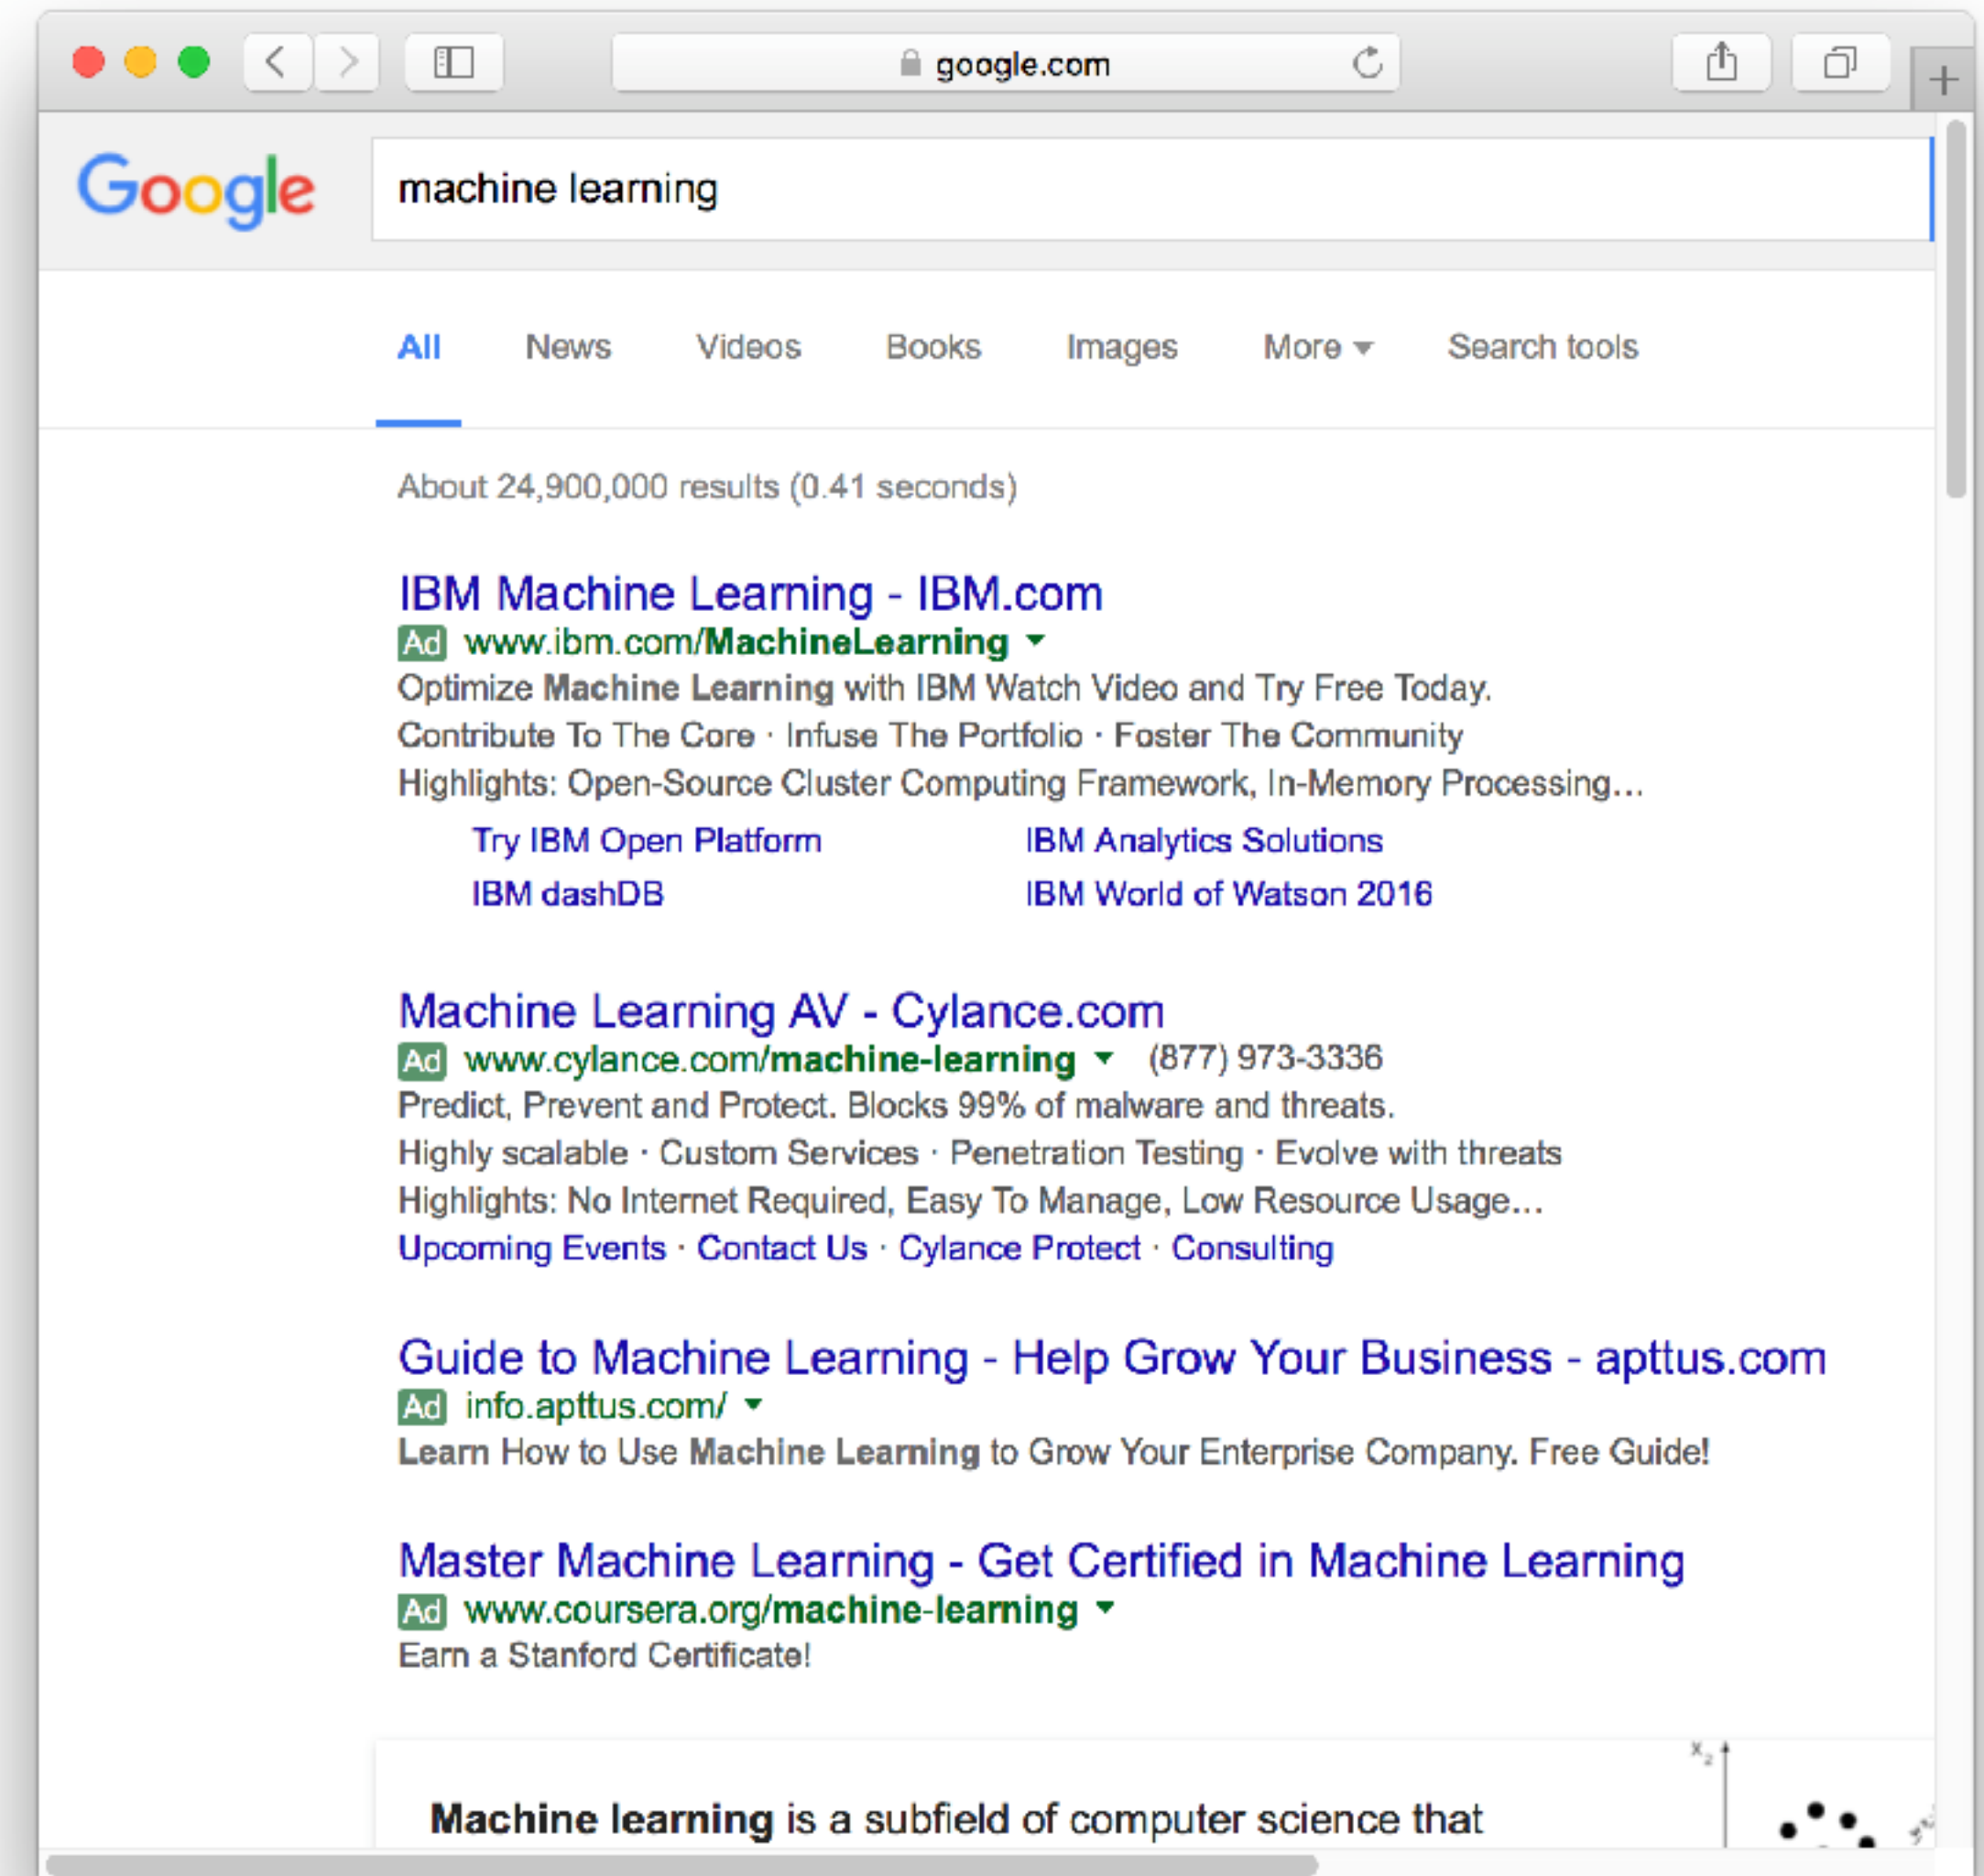 google.com
Google
machine learning
All News Videos Books Images More Search tools
About 24,900,000 results (0.41 seconds)
IBM Machine Learning - IBM.com
Ad www.ibm.com/MachineLearning
Optimize Machine Learning with IBM Watch Video and Try Free Today.
Contribute To The Core · Infuse The Portfolio · Foster The Community
Highlights: Open-Source Cluster Computing Framework, In-Memory Processing...
Try IBM Open Platform IBM Analytics Solutions
IBM dashDB IBM World of Watson 2016
Machine Learning AV - Cylance.com
Ad www.cylance.com/machine-learning (877) 973-3336
Predict, Prevent and Protect. Blocks 99% of malware and threats.
Highly scalable · Custom Services · Penetration Testing · Evolve with threats
Highlights: No Internet Required, Easy To Manage, Low Resource Usage...
Upcoming Events · Contact Us · Cylance Protect · Consulting
Guide to Machine Learning - Help Grow Your Business - apttus.com
Ad info.apttus.com/
Learn How to Use Machine Learning to Grow Your Enterprise Company. Free Guide!
Master Machine Learning - Get Certified in Machine Learning
Ad www.coursera.org/machine-learning
Earn a Stanford Certificate!
X2
Machine learning is a subfield of computer science that